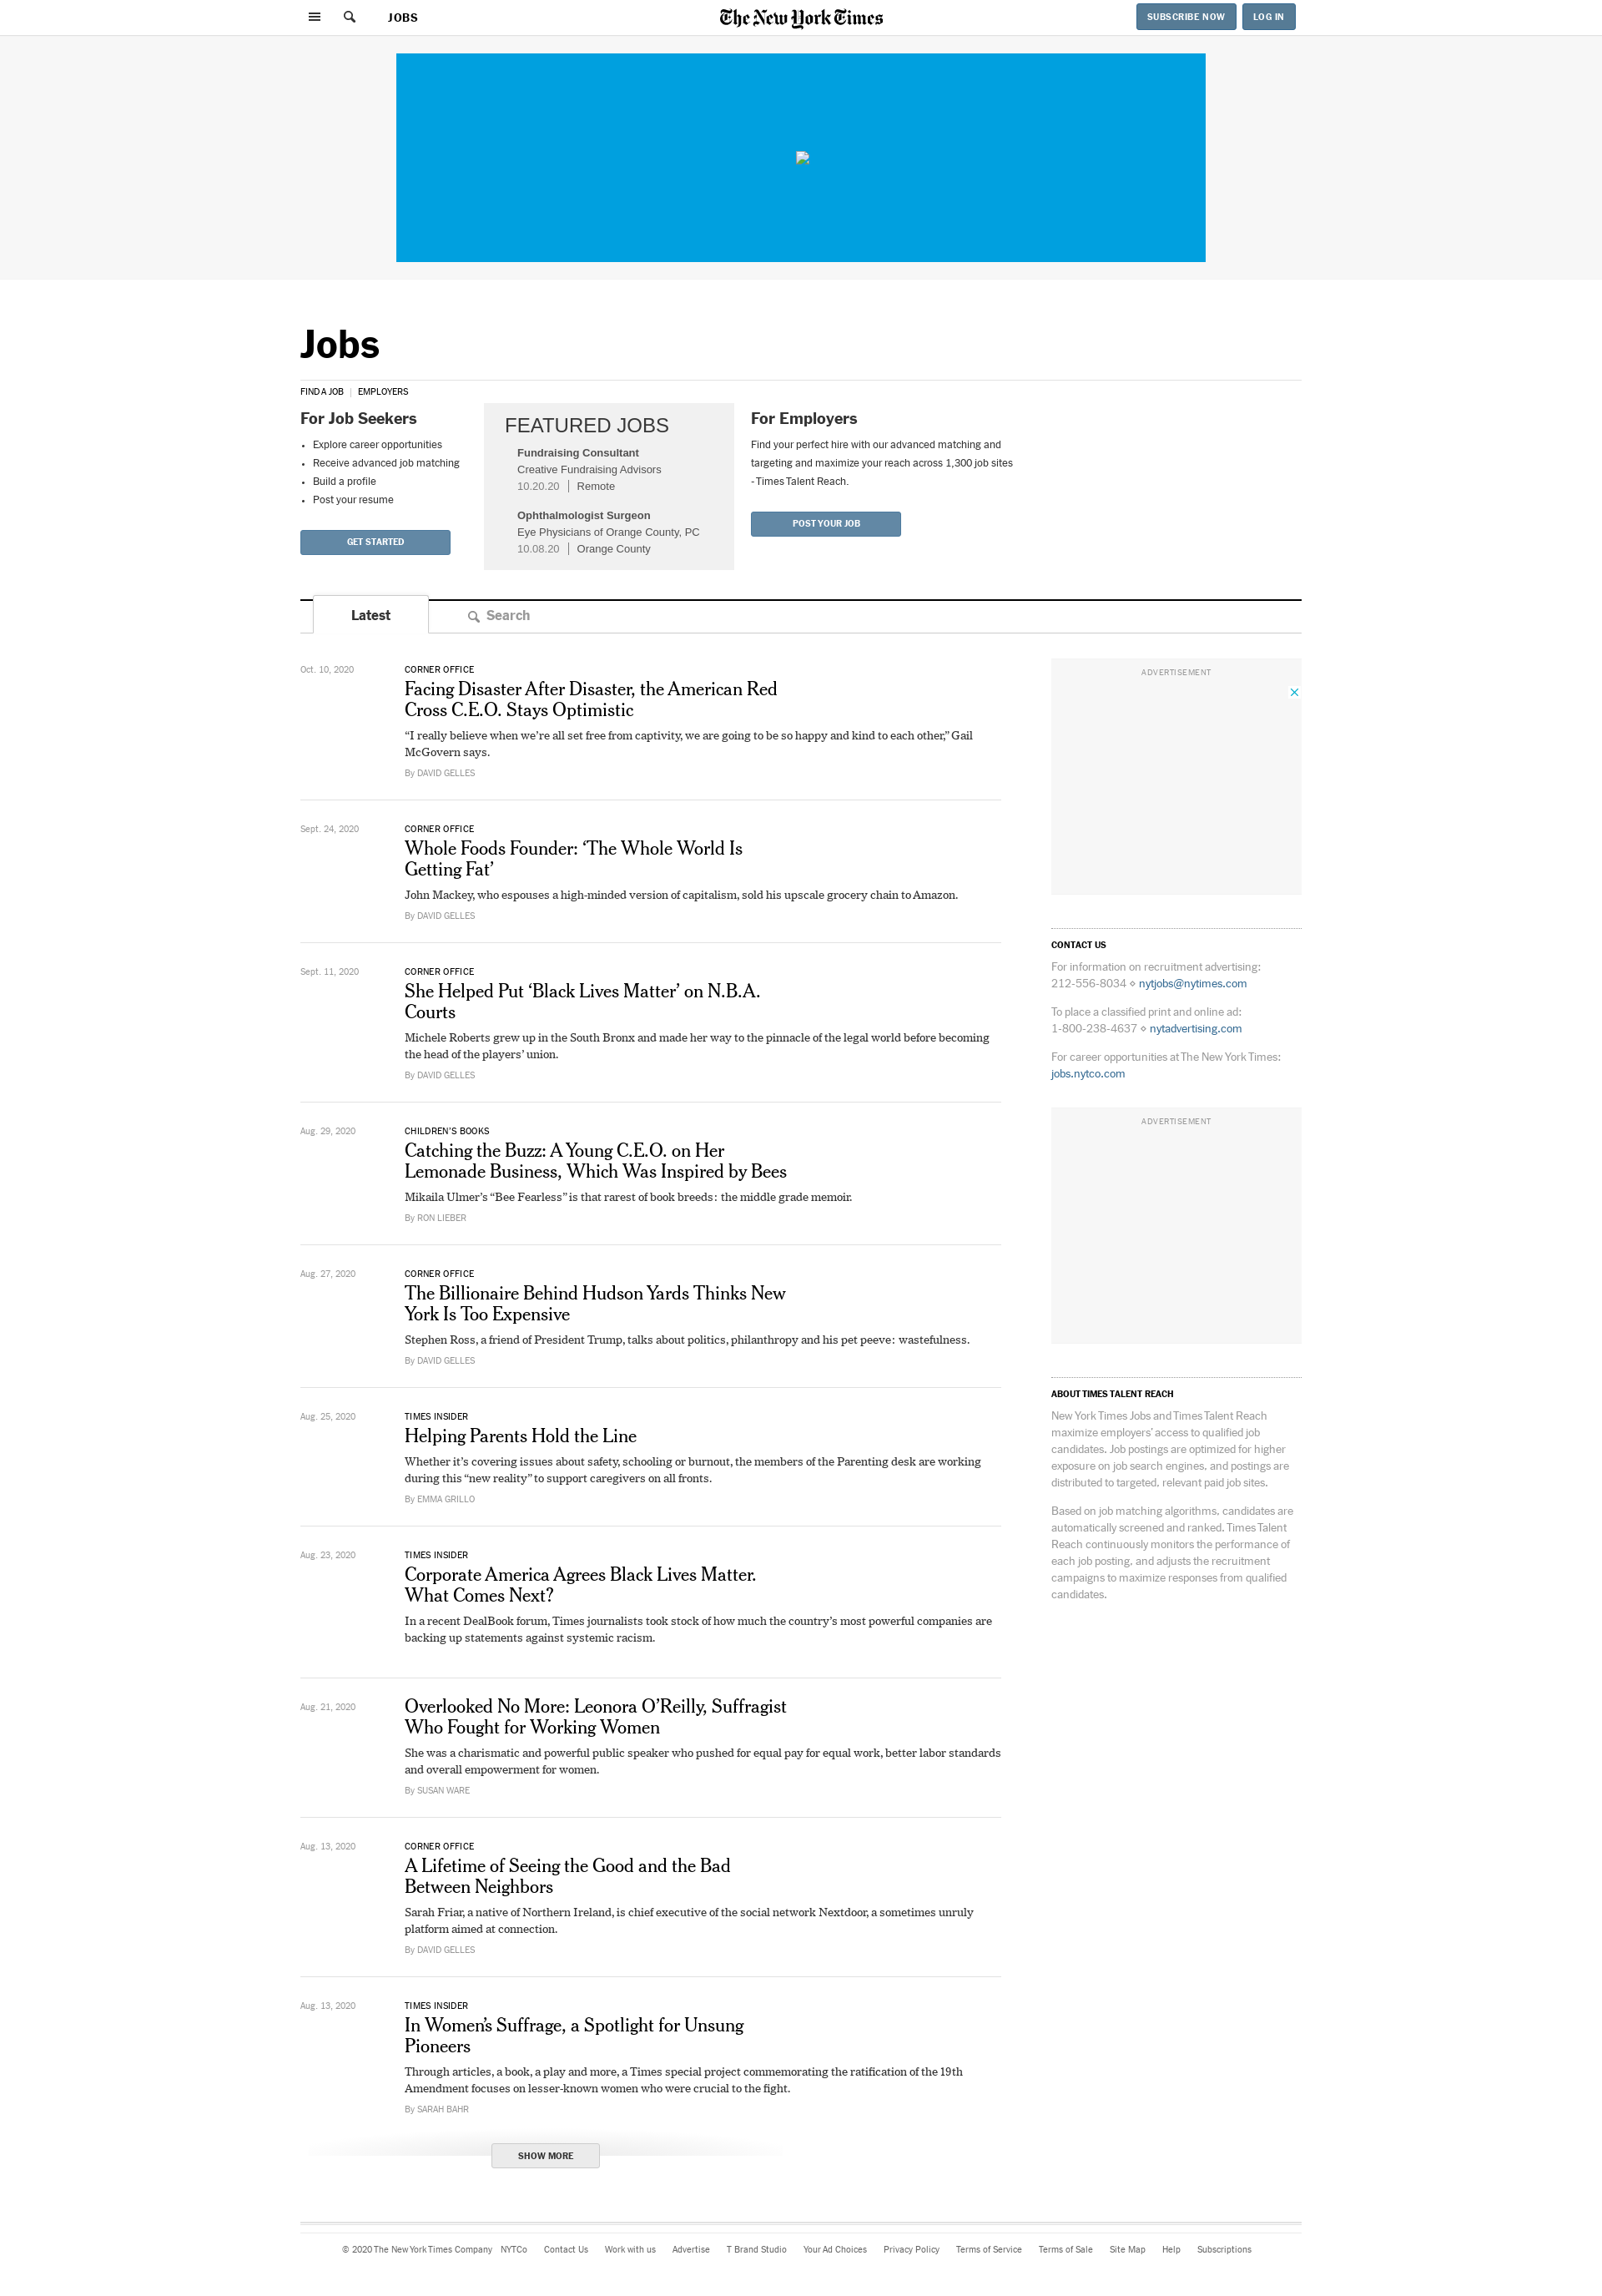 JOBS
The New York Times
SUBSCRIBE NOW
LOG IN
Jobs
FIND A JOB
EMPLOYERS
For Job Seekers
Explore career opportunities
Receive advanced job matching
Build a profile
Post your resume
GET STARTED
FEATURED JOBS
Fundraising Consultant
Creative Fundraising Advisors
10.20.20 | Remote
Ophthalmologist Surgeon
Eye Physicians of Orange County, PC
10.08.20 | Orange County
For Employers
Find your perfect hire with our advanced matching and
targeting and maximize your reach across 1,300 job sites
- Times Talent Reach.
POST YOUR JOB
Latest
Search
Oct. 10, 2020
CORNER OFFICE
Facing Disaster After Disaster, the American Red
Cross C.E.O. Stays Optimistic
“I really believe when we’re all set free from captivity, we are going to be so happy and kind to each other,” Gail
McGovern says.
By DAVID GELLES
Sept. 24, 2020
CORNER OFFICE
Whole Foods Founder: ‘The Whole World Is
Getting Fat’
John Mackey, who espouses a high-minded version of capitalism, sold his upscale grocery chain to Amazon.
By DAVID GELLES
Sept. 11, 2020
CORNER OFFICE
She Helped Put ‘Black Lives Matter’ on N.B.A.
Courts
Michele Roberts grew up in the South Bronx and made her way to the pinnacle of the legal world before becoming
the head of the players’ union.
By DAVID GELLES
Aug. 29, 2020
CHILDREN’S BOOKS
Catching the Buzz: A Young C.E.O. on Her
Lemonade Business, Which Was Inspired by Bees
Mikaila Ulmer’s “Bee Fearless” is that rarest of book breeds: the middle grade memoir.
By RON LIEBER
Aug. 27, 2020
CORNER OFFICE
The Billionaire Behind Hudson Yards Thinks New
York Is Too Expensive
Stephen Ross, a friend of President Trump, talks about politics, philanthropy and his pet peeve: wastefulness.
By DAVID GELLES
Aug. 25, 2020
TIMES INSIDER
Helping Parents Hold the Line
Whether it’s covering issues about safety, schooling or burnout, the members of the Parenting desk are working
during this “new reality” to support caregivers on all fronts.
By EMMA GRILLO
Aug. 23, 2020
TIMES INSIDER
Corporate America Agrees Black Lives Matter.
What Comes Next?
In a recent DealBook forum, Times journalists took stock of how much the country’s most powerful companies are
backing up statements against systemic racism.
Aug. 21, 2020
Overlooked No More: Leonora O’Reilly, Suffragist
Who Fought for Working Women
She was a charismatic and powerful public speaker who pushed for equal pay for equal work, better labor standards
and overall empowerment for women.
By SUSAN WARE
Aug. 13, 2020
CORNER OFFICE
A Lifetime of Seeing the Good and the Bad
Between Neighbors
Sarah Friar, a native of Northern Ireland, is chief executive of the social network Nextdoor, a sometimes unruly
platform aimed at connection.
By DAVID GELLES
Aug. 13, 2020
TIMES INSIDER
In Women’s Suffrage, a Spotlight for Unsung
Pioneers
Through articles, a book, a play and more, a Times special project commemorating the ratification of the 19th
Amendment focuses on lesser-known women who were crucial to the fight.
By SARAH BAHR
SHOW MORE
ADVERTISEMENT
CONTACT US
For information on recruitment advertising:
212-556-8034 ⋄ nytjobs@nytimes.com
To place a classified print and online ad:
1-800-238-4637 ⋄ nytadvertising.com
For career opportunities at The New York Times:
jobs.nytco.com
ADVERTISEMENT
ABOUT TIMES TALENT REACH
New York Times Jobs and Times Talent Reach
maximize employers’ access to qualified job
candidates. Job postings are optimized for higher
exposure on job search engines, and postings are
distributed to targeted, relevant paid job sites.
Based on job matching algorithms, candidates are
automatically screened and ranked. Times Talent
Reach continuously monitors the performance of
each job posting, and adjusts the recruitment
campaigns to maximize responses from qualified
candidates.
© 2020 The New York Times Company NYTCo Contact Us Work with us Advertise T Brand Studio Your Ad Choices Privacy Policy Terms of Service Terms of Sale Site Map Help Subscriptions